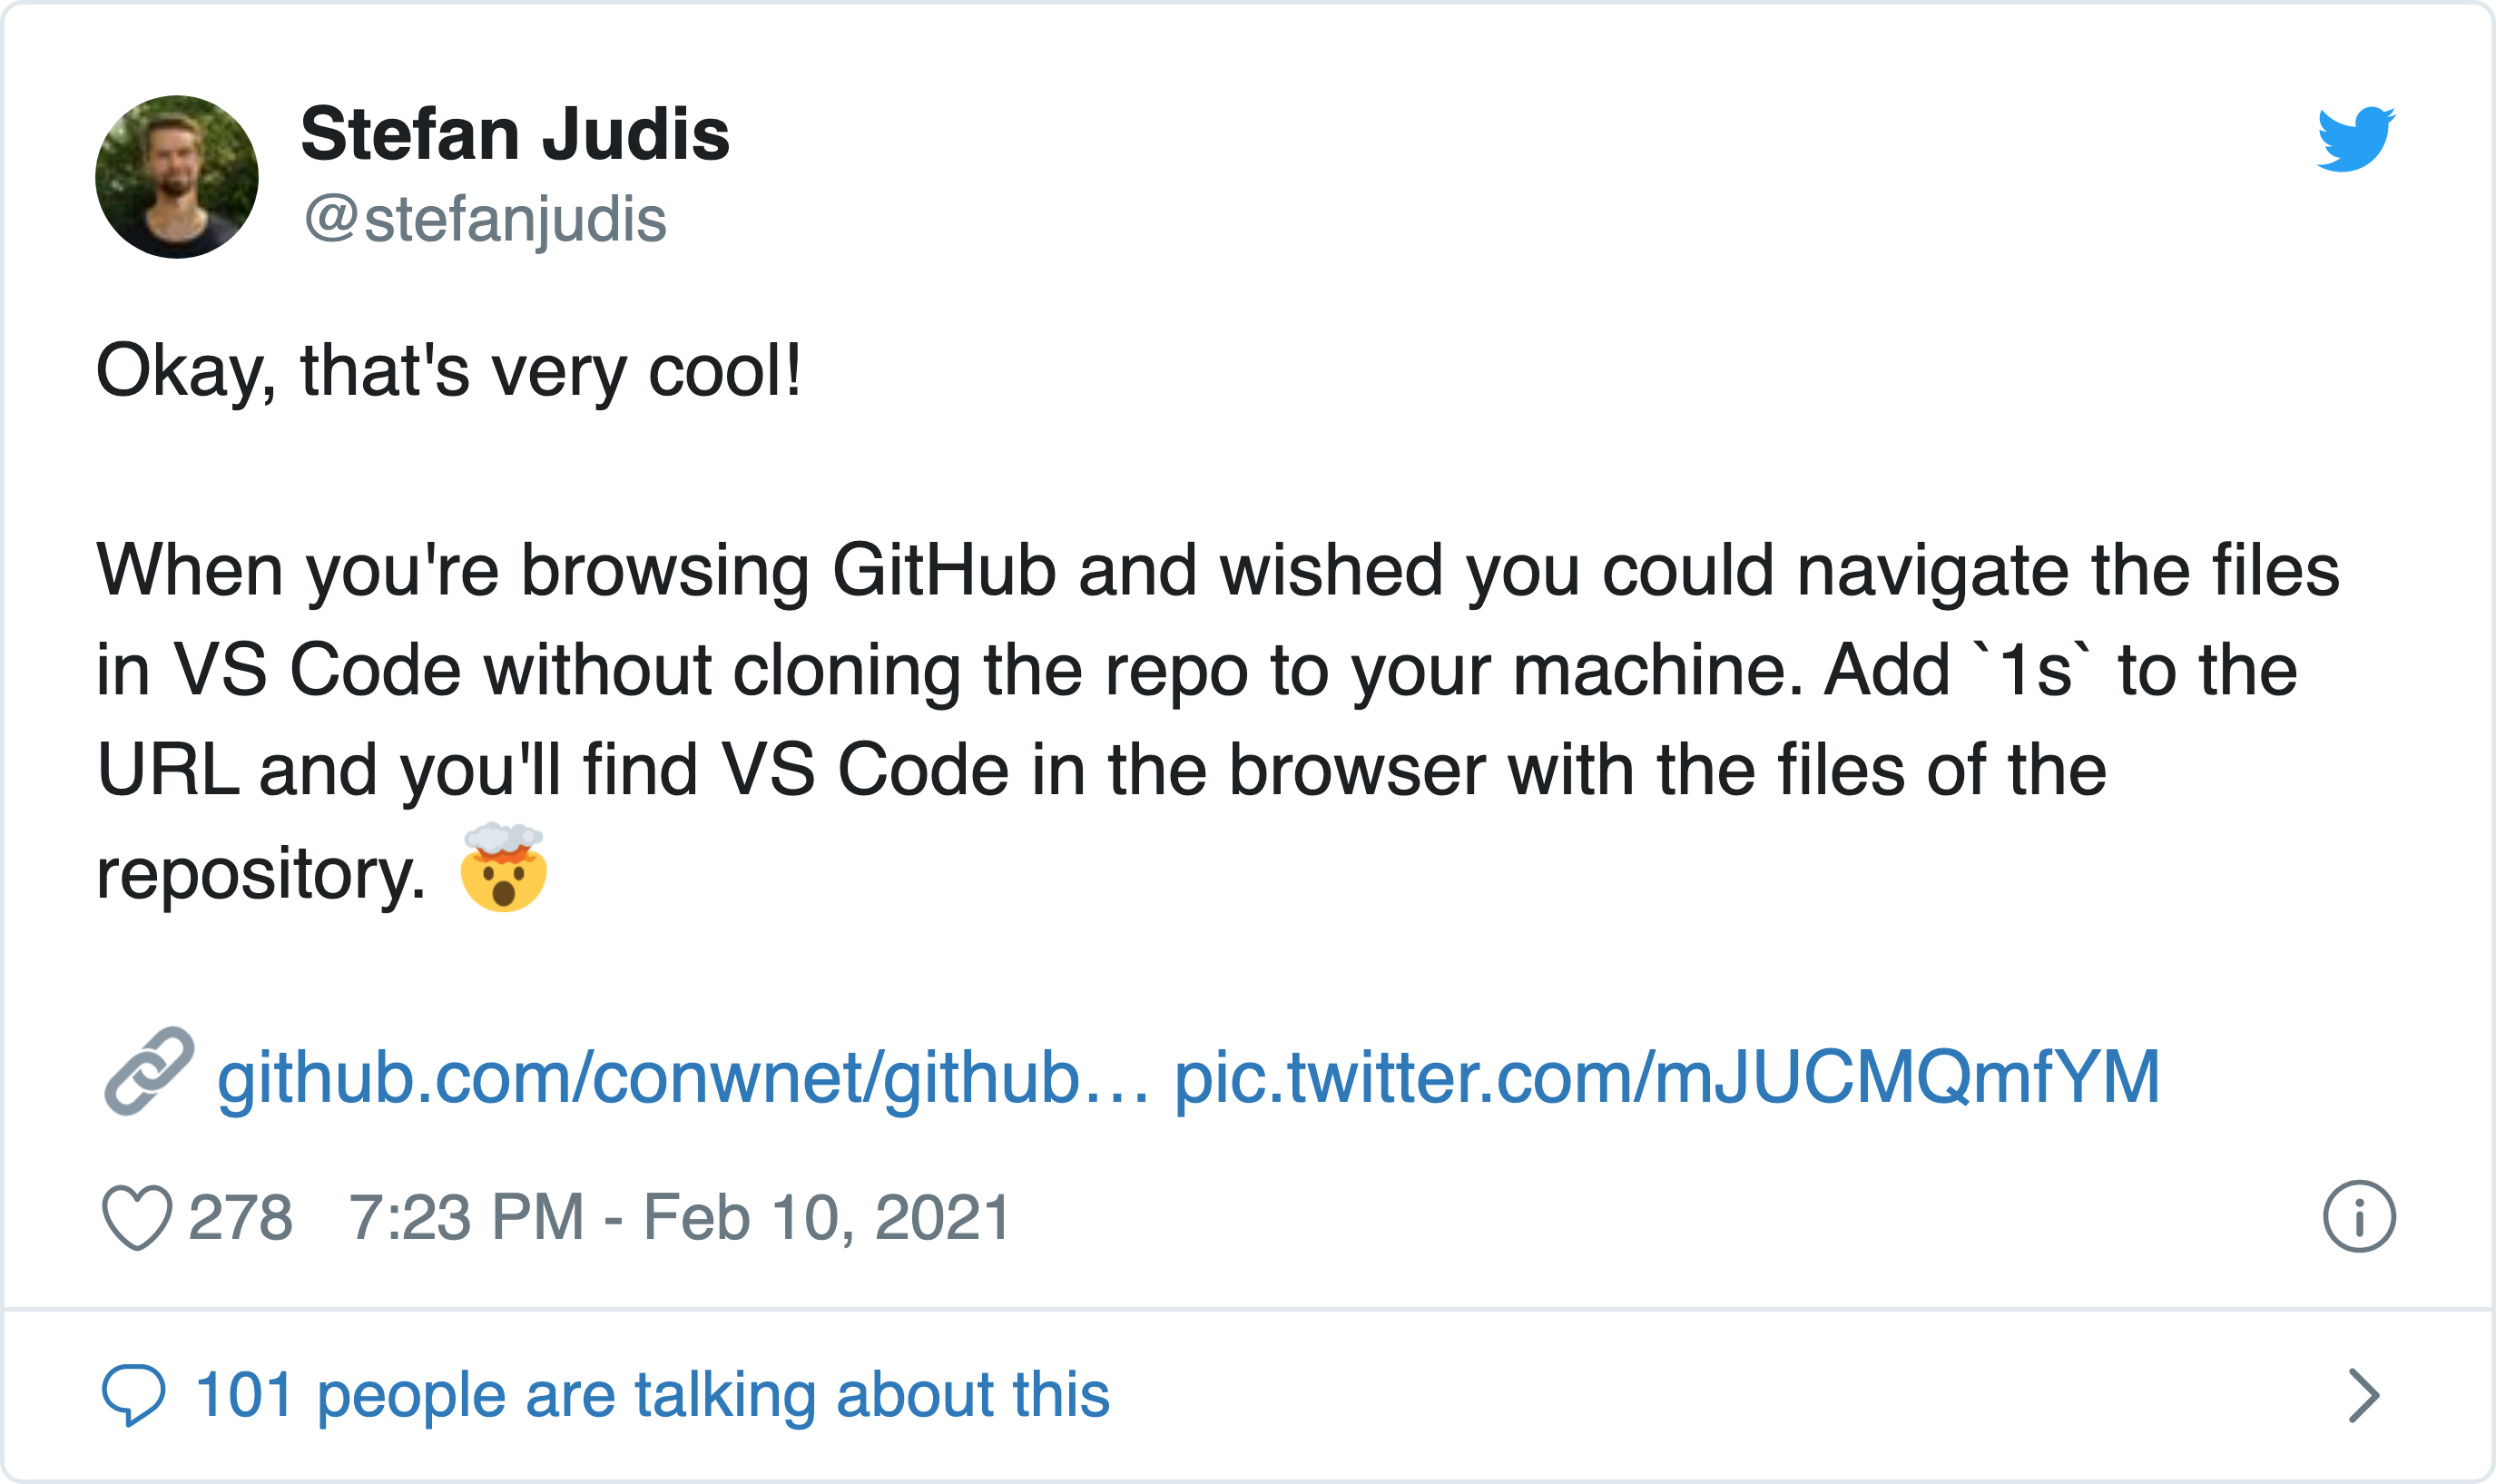 Stefan Judis
@stefanjudis
Okay, that's very cool!
When you're browsing GitHub and wished you could navigate the files
in VS Code without cloning the repo to your machine. Add `1s` to the
URL and you'll find VS Code in the browser with the files of the
repository. 🤯
🔗 github.com/conwnet/github… pic.twitter.com/mJUCMQmfYM
278 7:23 PM - Feb 10, 2021
101 people are talking about this